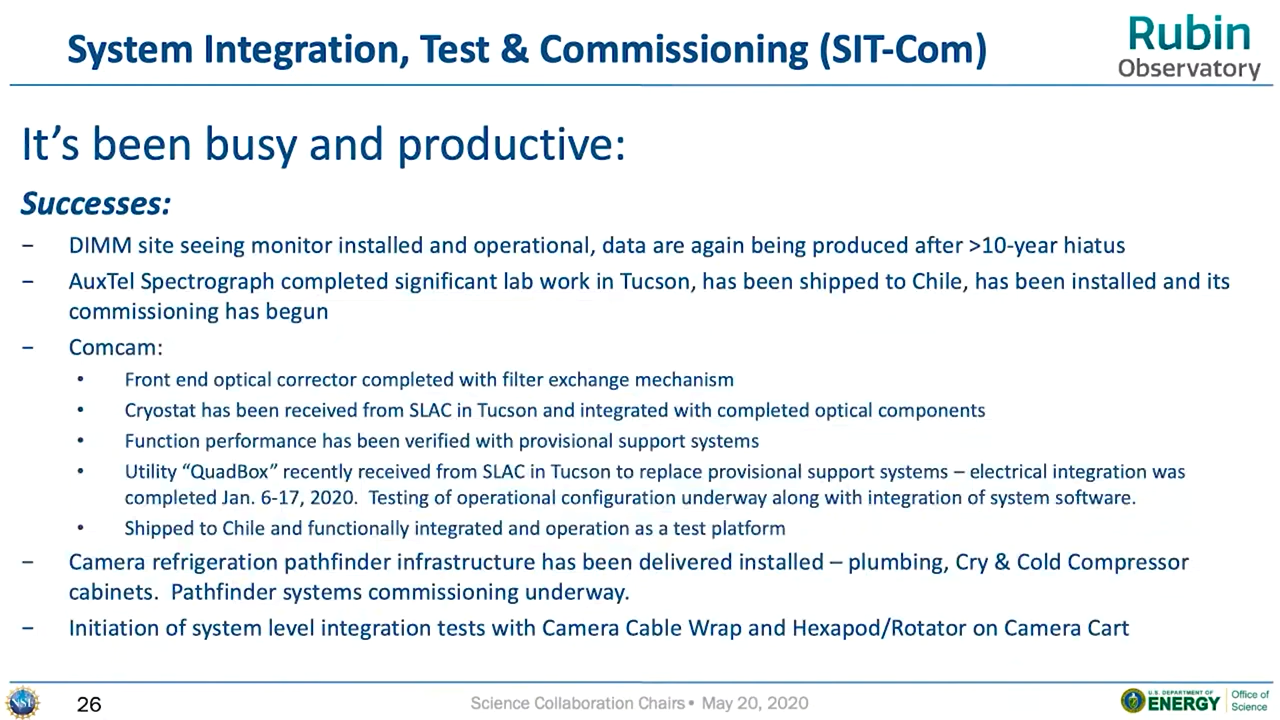 System Integration, Test & Commissioning (SIT-Com)
Rubin
Observatory
It's been busy and productive:
Successes:
– DIMM site seeing monitor installed and operational, data are again being produced after >10-year hiatus
– AuxTel Spectrograph completed significant lab work in Tucson, has been shipped to Chile, has been installed and its
commissioning has begun
– Comcam:
• Front end optical corrector completed with filter exchange mechanism
• Cryostat has been received from SLAC in Tucson and integrated with completed optical components
• Function performance has been verified with provisional support systems
• Utility “QuadBox” recently received from SLAC in Tucson to replace provisional support systems – electrical integration was
completed Jan. 6-17, 2020. Testing of operational configuration underway along with integration of system software.
• Shipped to Chile and functionally integrated and operation as a test platform
– Camera refrigeration pathfinder infrastructure has been delivered installed – plumbing, Cry & Cold Compressor
cabinets. Pathfinder systems commissioning underway.
– Initiation of system level integration tests with Camera Cable Wrap and Hexapod/Rotator on Camera Cart
NSF
26
Science Collaboration Chairs • May 20, 2020
U.S. DEPARTMENT OF
ENERGY
Office of
Science